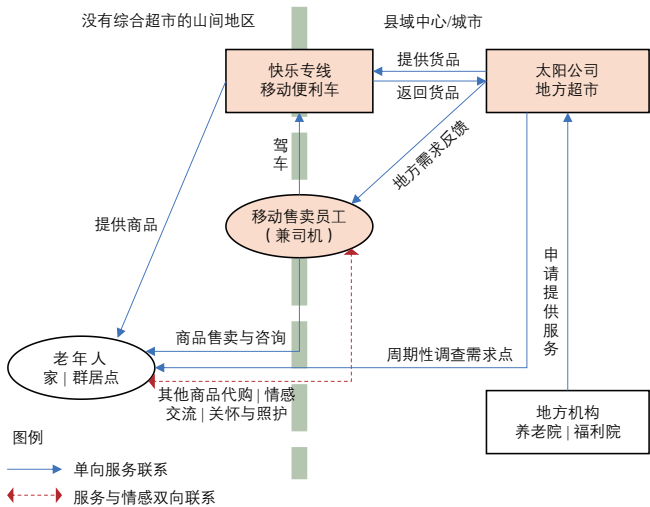 没有综合超市的山间地区
县域中心/城市
快乐专线
移动便利车
提供货品
返回货品
太阳公司
地方超市
驾车
地方需求反馈
移动售卖员工
(兼司机)
提供商品
申请提供服务
商品售卖与咨询
周期性调查需求点
老年人
家|群居点
其他商品代购|情感
交流|关怀与照护
地方机构
养老院|福利院
图例
单向服务联系
服务与情感双向联系